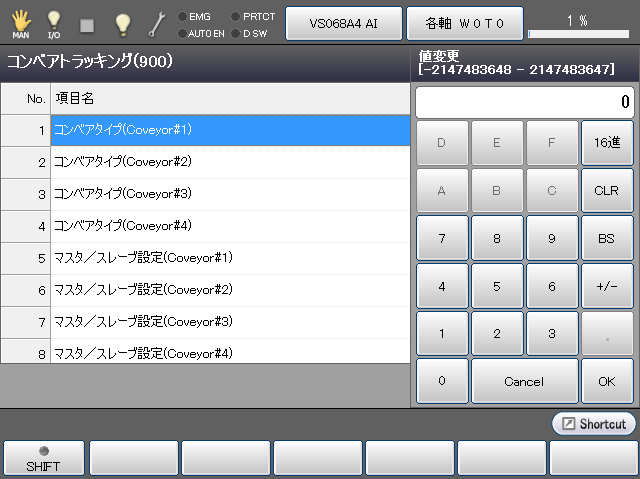 MAN
I/O
EMG
AUTO EN
PRTCT
D SW
VS068A4 AI
各軸 W0T0
1 %
コンベアトラッキング(900)
値変更
[-2147483648 - 2147483647]
No.
項目名
0
1 コンベアタイプ(Coveyor#1)
2 コンベアタイプ(Coveyor#2)
3 コンベアタイプ(Coveyor#3)
4 コンベアタイプ(Coveyor#4)
5 マスタ/スレーブ設定(Coveyor#1)
6 マスタ/スレーブ設定(Coveyor#2)
7 マスタ/スレーブ設定(Coveyor#3)
8 マスタ/スレーブ設定(Coveyor#4)
D E F 16進
A B C CLR
7 8 9 BS
4 5 6 +/-
1 2 3 .
0 Cancel OK
Shortcut
SHIFT